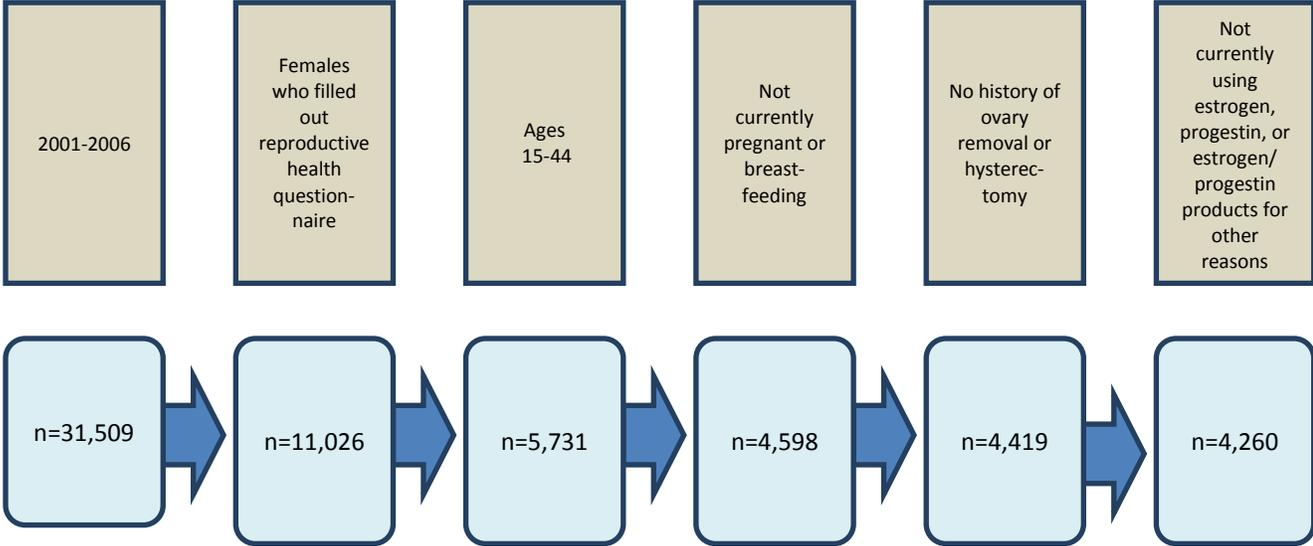 2001-2006
Females
who filled
out
reproductive
health
question-
naire
Ages
15-44
Not
currently
pregnant or
breast-
feeding
No history of
ovary
removal or
hysterec-
tomy
Not
currently
using
estrogen,
progestin, or
estrogen/
progestin
products for
other
reasons
n=31,509
n=11,026
n=5,731
n=4,598
n=4,419
n=4,260